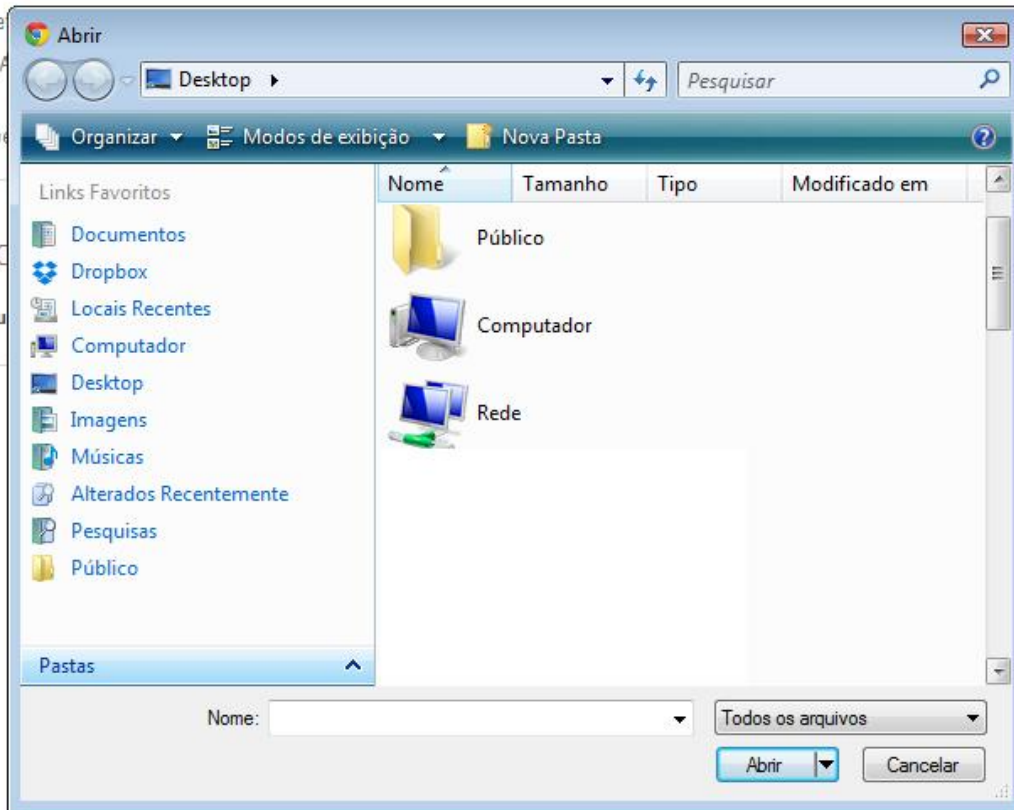 Abrir
Desktop
Pesquisar
Organizar Modos de exibição Nova Pasta
Links Favoritos
Documentos
Dropbox
Locais Recentes
Computador
Desktop
Imagens
Músicas
Alterados Recentemente
Pesquisas
Público
Pastas
Nome Tamanho Tipo Modificado em
Público
Computador
Rede
Nome:
Todos os arquivos
Abrir Cancelar